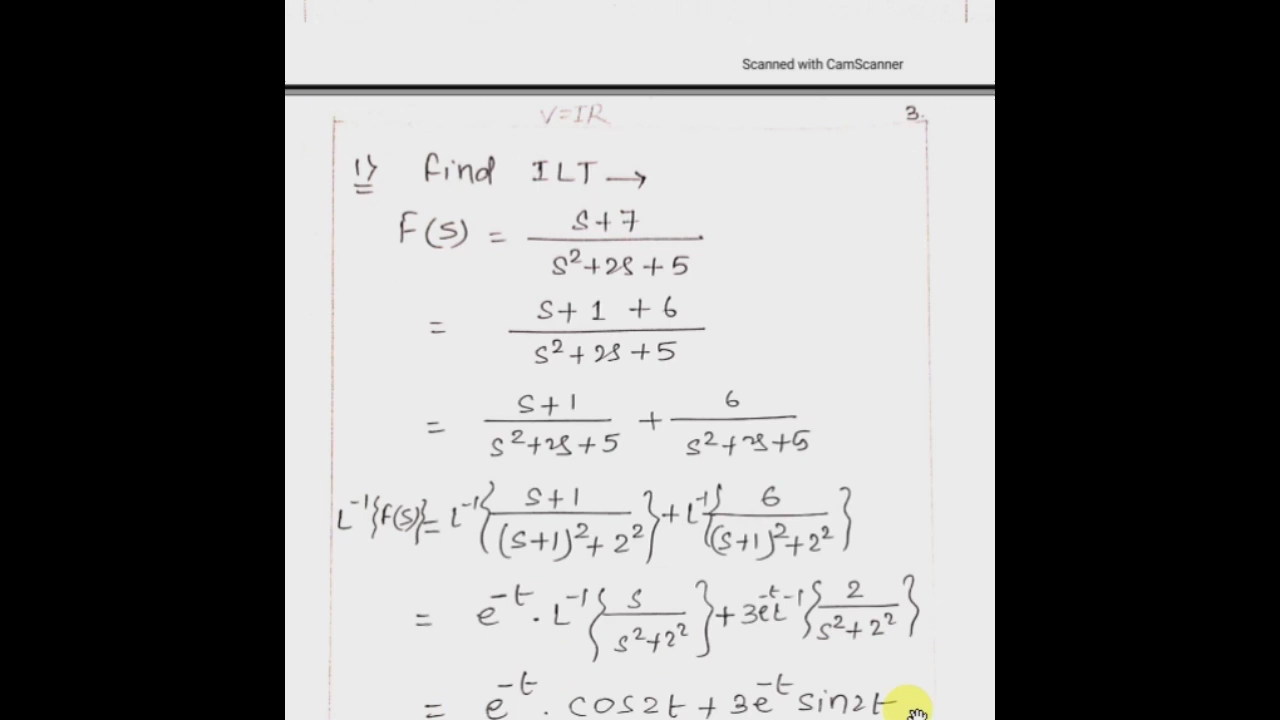 Scanned with CamScanner
V=IR
3.
1) find ILT →
F(s) = (s+7)/(s²+2s+5)
= (s+1 +6)/(s²+2s+5)
= (s+1)/(s²+2s+5) + 6/(s²+2s+5)
L⁻¹{F(s)} = L⁻¹{(s+1)/((s+1)²+2²)} + L⁻¹{6/((s+1)²+2²)}
= e⁻ᵗ . L⁻¹{s/(s²+2²)} + 3e⁻ᵗ L⁻¹{2/(s²+2²)}
= e⁻ᵗ . cos2t + 3e⁻ᵗ sin2t